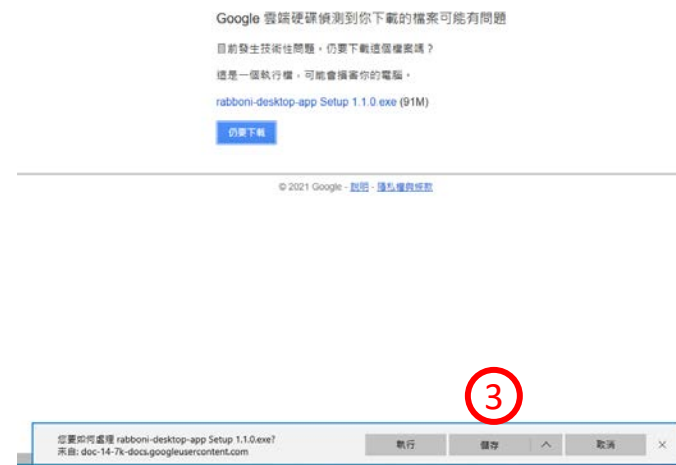 Google 雲端硬碟偵測到你下載的檔案可能有問題
目前發生技術性問題，仍要下載這個檔案嗎？
這是一個執行檔，可能會損害你的電腦。
rabboni-desktop-app Setup 1.1.0.exe (91M)
仍要下載
© 2021 Google - 說明 - 隱私權與條款
3
您要如何處理 rabboni-desktop-app Setup 1.1.0.exe?
來自: doc-14-7k-docs.googleusercontent.com
執行 儲存 取消